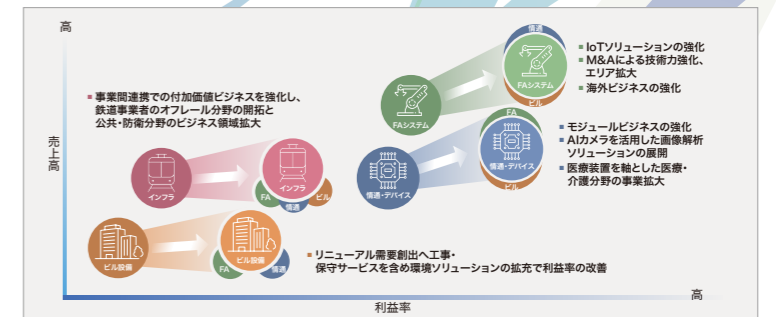 高
売上高
■ 事業間連携での付加価値ビジネスを強化し、
鉄道事業者のオフレール分野の開拓と
公共・防衛分野のビジネス領域拡大
情通
FAシステム
FAシステム
ビル
■ IoTソリューションの強化
■ M&Aによる技術力強化、
エリア拡大
■ 海外ビジネスの強化
FA
情通・デバイス
情通・デバイス
ビル
■ モジュールビジネスの強化
■ AIカメラを活用した画像解析
ソリューションの展開
■ 医療装置を軸とした医療・
介護分野の事業拡大
インフラ
インフラ
FA
情通
ビル
ビル設備
ビル設備
FA
情通
■ リニューアル需要創出へ工事・
保守サービスを含め環境ソリューションの拡充で利益率の改善
利益率
高